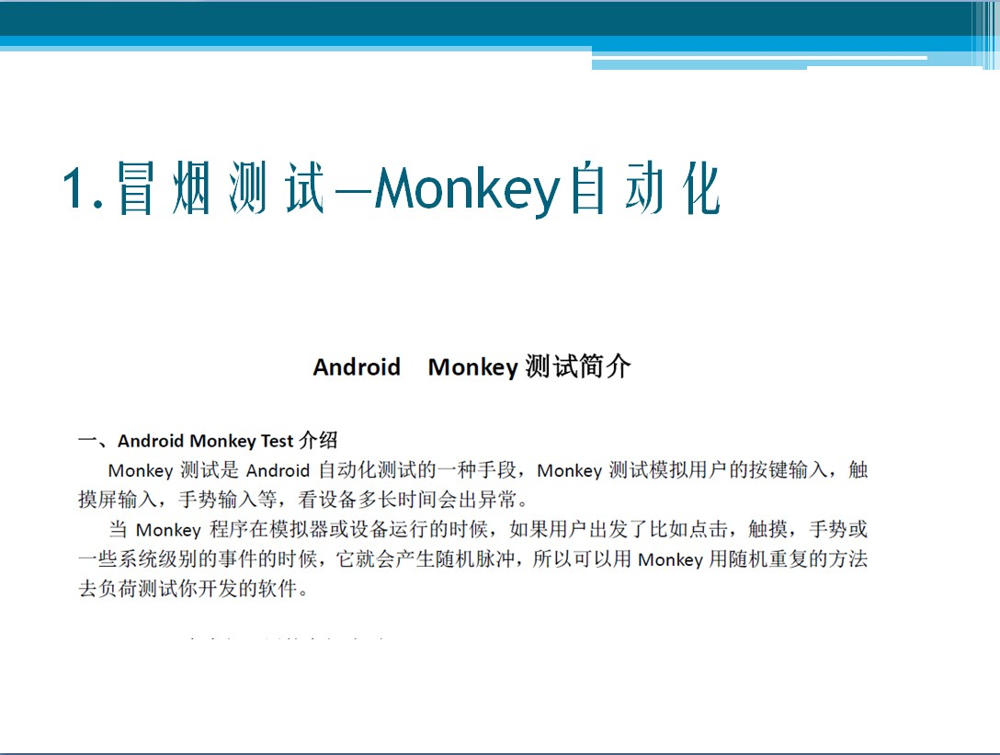 1.冒烟测试—Monkey自动化
Android Monkey 测试简介
一、Android Monkey Test 介绍
Monkey 测试是 Android 自动化测试的一种手段，Monkey 测试模拟用户的按键输入，触
摸屏输入，手势输入等，看设备多长时间会出异常。
当 Monkey 程序在模拟器或设备运行的时候，如果用户出发了比如点击，触摸，手势或
一些系统级别的事件的时候，它就会产生随机脉冲，所以可以用 Monkey 用随机重复的方法
去负荷测试你开发的软件。